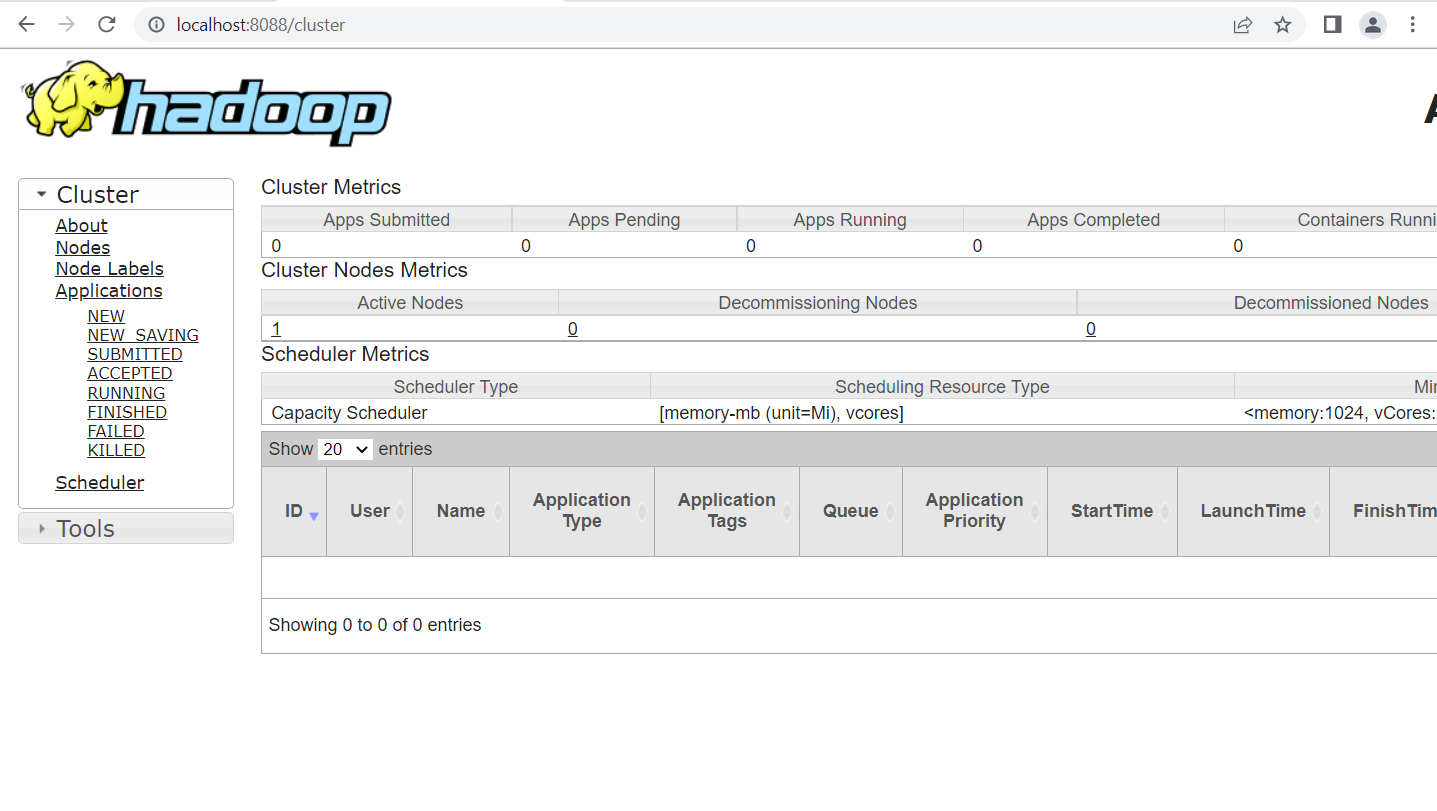 localhost:8088/cluster
hadoop
Cluster
About
Nodes
Node Labels
Applications
NEW
NEW_SAVING
SUBMITTED
ACCEPTED
RUNNING
FINISHED
FAILED
KILLED
Scheduler
Tools
Cluster Metrics
Apps Submitted Apps Pending Apps Running Apps Completed Containers Runni
0 0 0 0 0
Cluster Nodes Metrics
Active Nodes Decommissioning Nodes Decommissioned Nodes
1 0 0
Scheduler Metrics
Scheduler Type Scheduling Resource Type Mi
Capacity Scheduler [memory-mb (unit=Mi), vcores] <memory:1024, vCores:
Show 20 entries
ID User Name Application Type Application Tags Queue Application Priority StartTime LaunchTime FinishTim
Showing 0 to 0 of 0 entries